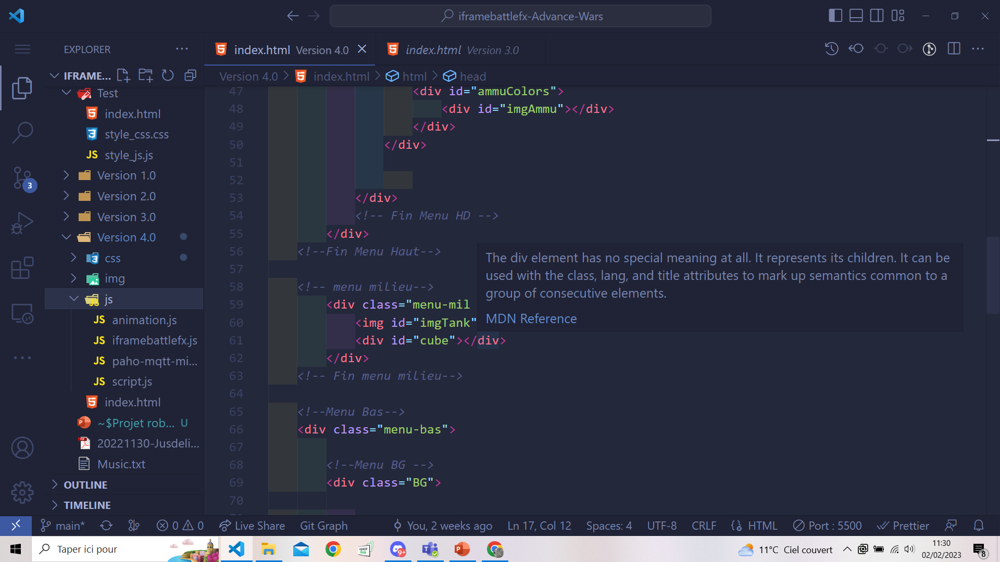 iframebattlefx-Advance-Wars
EXPLORER
index.html Version 4.0
index.html Version 3.0
IFRAME...
Version 4.0 > index.html > html > head
Test
index.html
style_css.css
style_js.js
Version 1.0
Version 2.0
Version 3.0
Version 4.0
css
img
js
animation.js
iframebattlefx.js
paho-mqtt-mi...
script.js
index.html
~$Projet rob... U
20221130-Jusdeli...
Music.txt
OUTLINE
TIMELINE
3
47 <div id="ammuColors">
48 <div id="imgAmmu"></div>
49 </div>
50 </div>
51
52
53 </div>
54 <!-- Fin Menu HD -->
55 </div>
56 <!--Fin Menu Haut-->
57
58 <!-- menu milieu-->
59 <div class="menu-mil
60 <img id="imgTank"
61 <div id="cube"></div>
62 </div>
63 <!-- Fin menu milieu-->
64
65 <!--Menu Bas-->
66 <div class="menu-bas">
67
68 <!--Menu BG -->
69 <div class="BG">
70
The div element has no special meaning at all. It represents its children. It can be
used with the class, lang, and title attributes to mark up semantics common to a
group of consecutive elements.
MDN Reference
main* 0 0 Live Share Git Graph You, 2 weeks ago Ln 17, Col 12 Spaces: 4 UTF-8 CRLF HTML Port : 5500 Prettier
Taper ici pour
9+
11°C Ciel couvert
11:30
02/02/2023
8